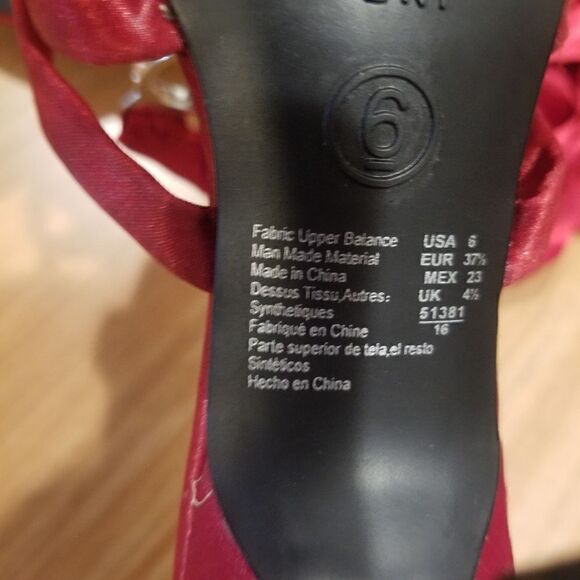 6
Fabric Upper Balance
Man Made Material
Made in China
Dessus Tissu,Autres:
Synthetiques
Fabriqué en Chine
Parte superior de tela,el resto
Sintéticos
Hecho en China
USA 6
EUR 37½
MEX 23
UK 4½
51381
16